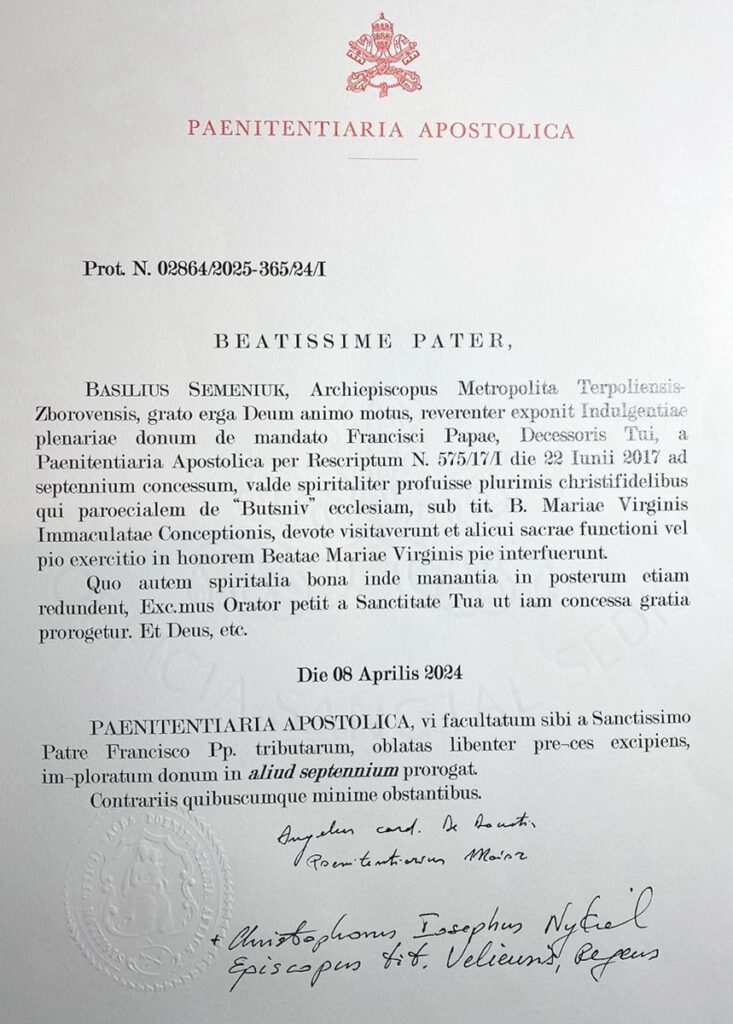 PAENITENTIARIA APOSTOLICA
Prot. N. 02864/2025-365/24/I
BEATISSIME PATER,
BASILIUS SEMENIUK, Archiepiscopus Metropolita Terpoliensis-
Zborovensis, grato erga Deum animo motus, reverenter exponit Indulgentiae
plenariae donum de mandato Francisci Papae, Decessoris Tui, a
Paenitentiaria Apostolica per Rescriptum N. 575/17/I die 22 Iunii 2017 ad
septennium concessum, valde spiritaliter profuisse plurimis christifidelibus
qui paroecialem de “Butsniv” ecclesiam, sub tit. B. Mariae Virginis
Immaculatae Conceptionis, devote visitaverunt et alicui sacrae functioni vel
pio exercitio in honorem Beatae Mariae Virginis pie interfuerunt.
Quo autem spiritalia bona inde manantia in posterum etiam
redundent, Exc.mus Orator petit a Sanctitate Tua ut iam concessa gratia
prorogetur. Et Deus, etc.
Die 08 Aprilis 2024
PAENITENTIARIA APOSTOLICA, vi facultatum sibi a Sanctissimo
Patre Francisco Pp. tributarum, oblatas libenter pre¬ces excipiens,
im¬ploratum donum in aliud septennium prorogat.
Contrariis quibuscumque minime obstantibus.
Angelus card. De Donatis
Paenitentiarius Maior
+ Christophorus Iosephus Nykiel
Episcopus tit. Veliensis, Regens